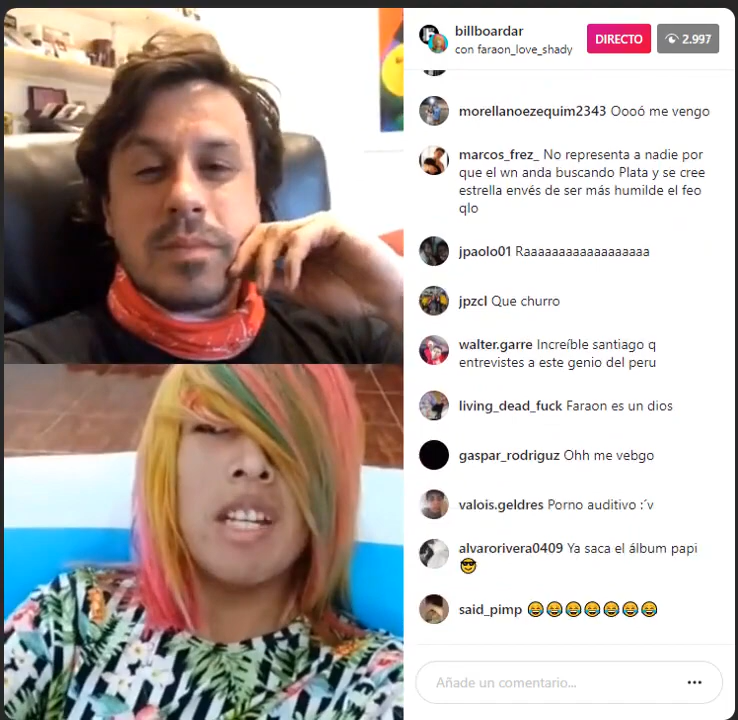 billboardar
con faraon_love_shady
DIRECTO
2.997
morellanoezequim2343 Oooó me vengo
marcos_frez_ No representa a nadie por
que el wn anda buscando Plata y se cree
estrella envés de ser más humilde el feo
qlo
jpaolo01 Raaaaaaaaaaaaaaaaaaa
jpzcl Que churro
walter.garre Increíble santiago q
entrevistes a este genio del peru
living_dead_fuck Faraon es un dios
gaspar_rodriguz Ohh me vebgo
valois.geldres Porno auditivo :´v
alvarorivera0409 Ya saca el álbum papi
😎
said_pimp 😂😂😂😂😂😂😂
Añade un comentario...